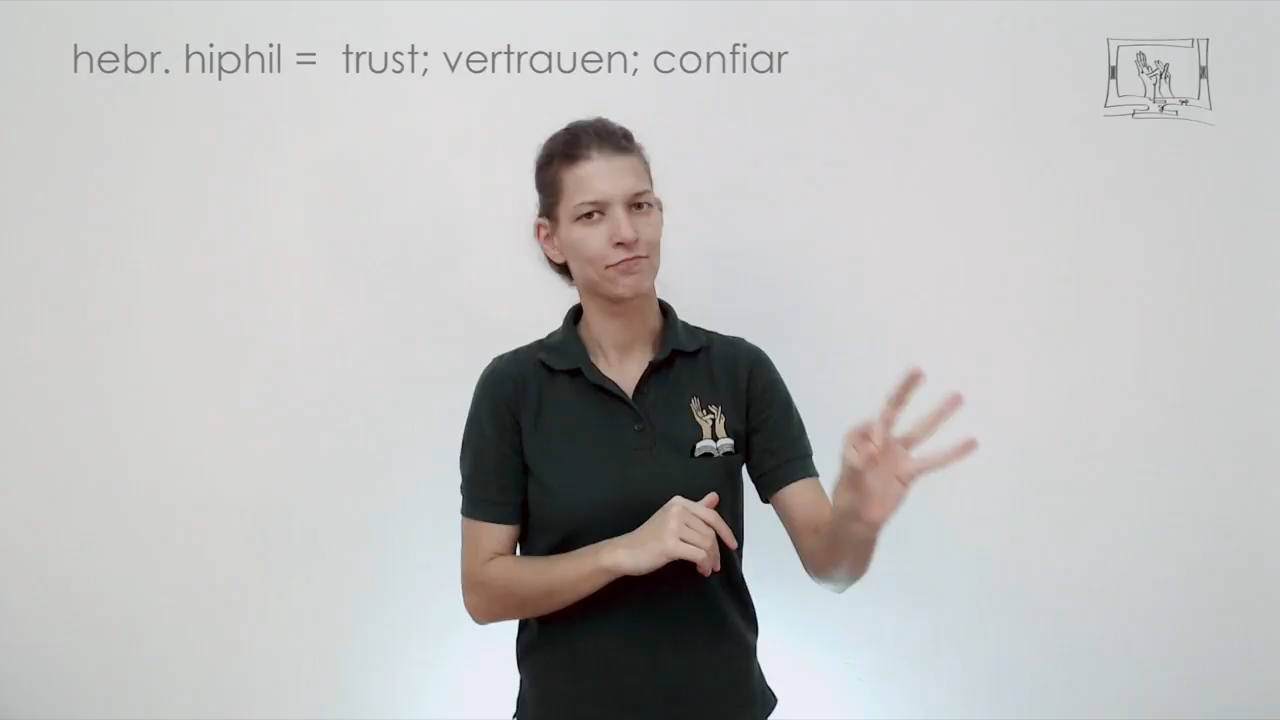 hebr. hiphil = trust; vertrauen; confiar